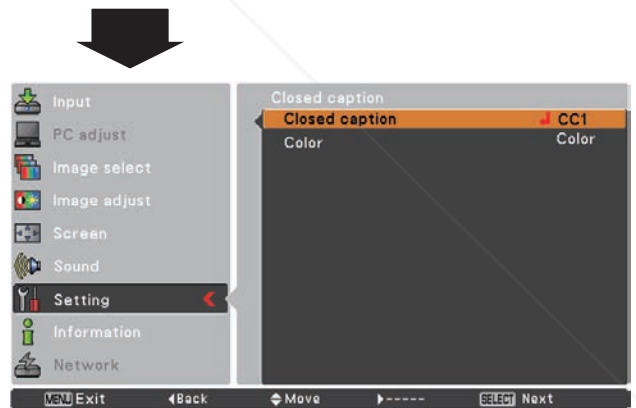 Input
PC adjust
Image select
Image adjust
Screen
Sound
Setting
Information
Network
Closed caption
Closed caption CC1
Color Color
MENU Exit Back Move ----- SELECT Next